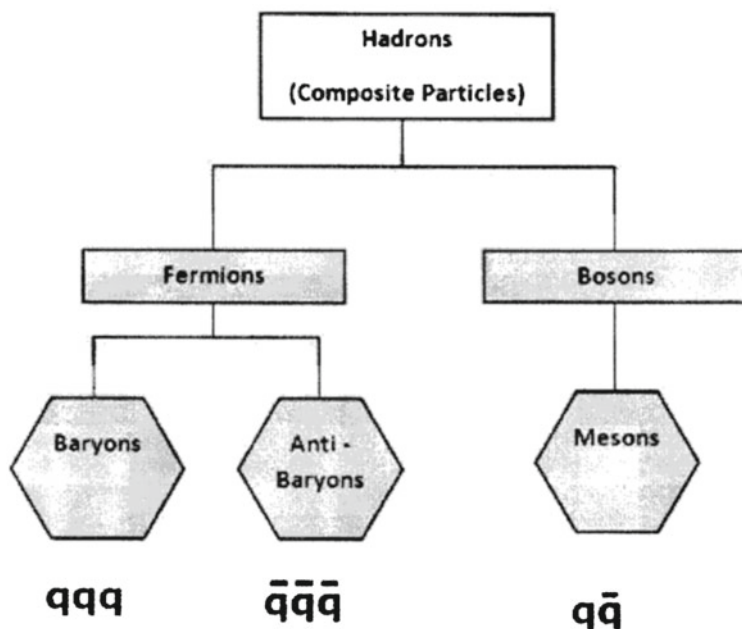 Hadrons
(Composite Particles)
Fermions
Bosons
Baryons
Anti -
Baryons
Mesons
qqq
q̄q̄q̄
qq̄